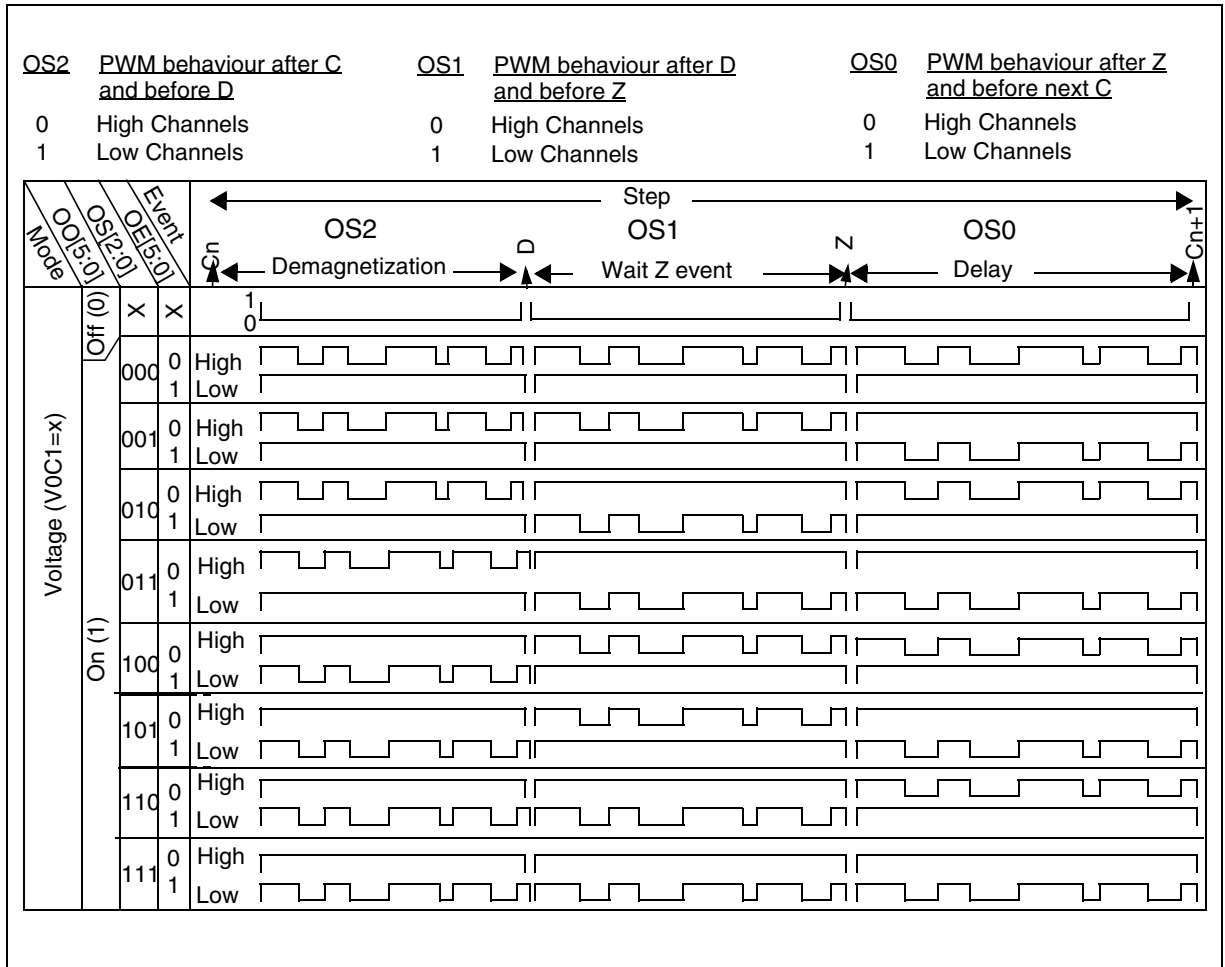 OS2 PWM behaviour after C and before D
0 High Channels
1 Low Channels
OS1 PWM behaviour after D and before Z
0 High Channels
1 Low Channels
OS0 PWM behaviour after Z and before next C
0 High Channels
1 Low Channels
Mode
OO[5:0]
OS[2:0]
OE[5:0]
Event
Step
Cn
OS2
D
OS1
Z
OS0
Cn+1
Demagnetization
Wait Z event
Delay
Voltage (V0C1=x)
Off (0)
X
X
1
0
On (1)
000
0 High
1 Low
001
0 High
1 Low
010
0 High
1 Low
011
0 High
1 Low
100
0 High
1 Low
101
0 High
1 Low
110
0 High
1 Low
111
0 High
1 Low